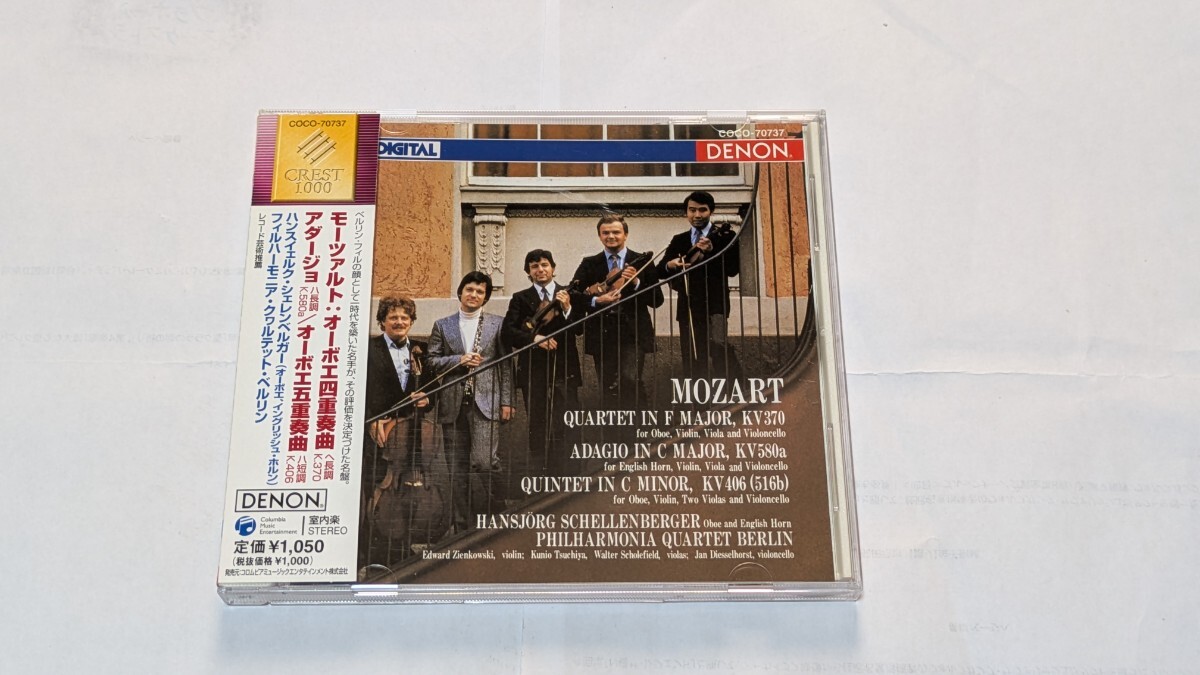 COCO-70737
CREST
1000
ベルリン・フィルの顔として一時代を築いた名手が、その評価を決定づけた名盤。
モーツァルト:オーボエ四重奏曲 ヘ長調 K.370
アダージョ ハ長調 K.580a/オーボエ五重奏曲 ハ短調 K.406
ハンスイェルク・シェレンベルガー(オーボエ、イングリッシュ・ホルン)
フィルハーモニア・クヮルテット・ベルリン
レコード芸術推薦
DENON
Columbia
Music
Entertainment
室内楽
STEREO
定価¥1,050
(税抜価格¥1,000)
発売元:コロムビアミュージックエンタテインメント株式会社
COCO-70737
DIGITAL
DENON
MOZART
QUARTET IN F MAJOR, KV370
for Oboe, Violin, Viola and Violoncello
ADAGIO IN C MAJOR, KV580a
for English Horn, Violin, Viola and Violoncello
QUINTET IN C MINOR, KV406 (516b)
for Oboe, Violin, Two Violas and Violoncello
HANSJÖRG SCHELLENBERGER Oboe and English Horn
PHILHARMONIA QUARTET BERLIN
Edward Zienkowski, violin; Kunio Tsuchiya, Walter Scholefield, violas; Jan Diesselhorst, violoncello